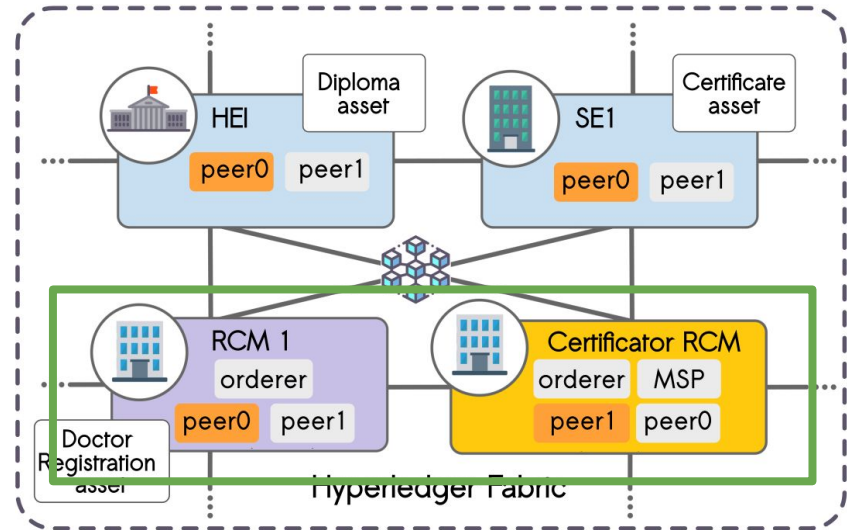 Diploma
asset
HEI
peer0 peer1
Certificate
asset
SE1
peer0 peer1
RCM 1
orderer
peer0 peer1
Doctor
Registration
asset
Certificator RCM
orderer MSP
peer1 peer0
Hyperledger Fabric